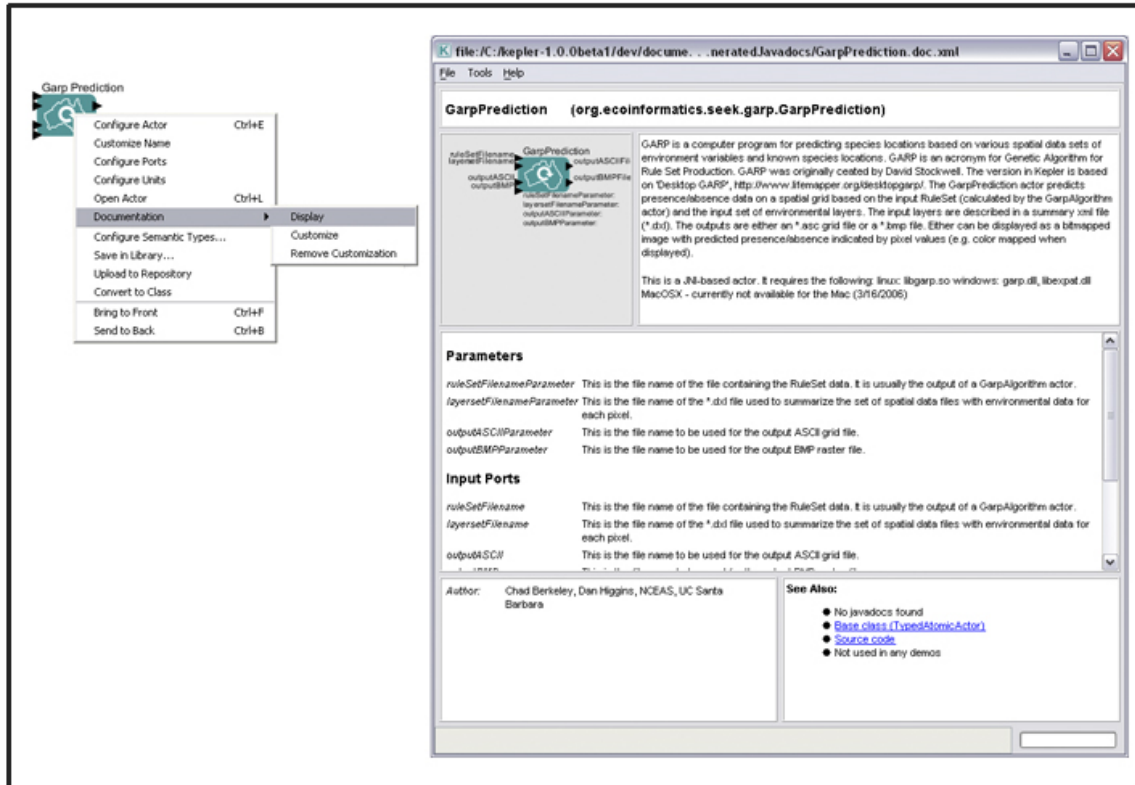 Garp Prediction
Configure Actor Ctrl+E
Customize Name
Configure Ports
Configure Units
Open Actor Ctrl+L
Documentation
Display
Customize
Remove Customization
Configure Semantic Types...
Save in Library...
Upload to Repository
Convert to Class
Bring to Front Ctrl+F
Send to Back Ctrl+B
file:/C:/kepler-1.0.0beta1/dev/docume. . .neratedJavadocs/GarpPrediction.doc.xml
File Tools Help
GarpPrediction (org.ecoinformatics.seek.garp.GarpPrediction)
GarpPrediction
ruleSetFilename
layersetFilename
outputASCII
outputBMP
outputASCIIFil
outputBMPFile
ruleSetFilenameParameter:
layersetFilenameParameter:
outputASCIIParameter:
outputBMPParameter:
GARP is a computer program for predicting species locations based on various spatial data sets of
environment variables and known species locations. GARP is an acronym for Genetic Algorithm for
Rule Set Production. GARP was originally ceated by David Stockwell. The version in Kepler is based
on 'Desktop GARP', http://www.lifemapper.org/desktopgarp/. The GarpPrediction actor predicts
presence/absence data on a spatial grid based on the input RuleSet (calculated by the GarpAlgorithm
actor) and the input set of environmental layers. The input layers are described in a summary xml file
(*.dxl). The outputs are either an *.asc grid file or a *.bmp file. Either can be displayed as a bitmapped
image with predicted presence/absence indicated by pixel values (e.g. color mapped when
displayed).
This is a JNI-based actor. It requires the following: linux: libgarp.so windows: garp.dll, libexpat.dll
MacOSX - currently not available for the Mac (3/16/2006)
Parameters
ruleSetFilenameParameter This is the file name of the file containing the RuleSet data. It is usually the output of a GarpAlgorithm actor.
layersetFilenameParameter This is the file name of the *.dxl file used to summarize the set of spatial data files with environmental data for
each pixel.
outputASCIIParameter This is the file name to be used for the output ASCII grid file.
outputBMPParameter This is the file name to be used for the output BMP raster file.
Input Ports
ruleSetFilename This is the file name of the file containing the RuleSet data. It is usually the output of a GarpAlgorithm actor.
layersetFilename This is the file name of the *.dxl file used to summarize the set of spatial data files with environmental data for
each pixel.
outputASCII This is the file name to be used for the output ASCII grid file.
Author: Chad Berkeley, Dan Higgins, NCEAS, UC Santa
Barbara
See Also:
No javadocs found
Base class (TypedAtomicActor)
Source code
Not used in any demos